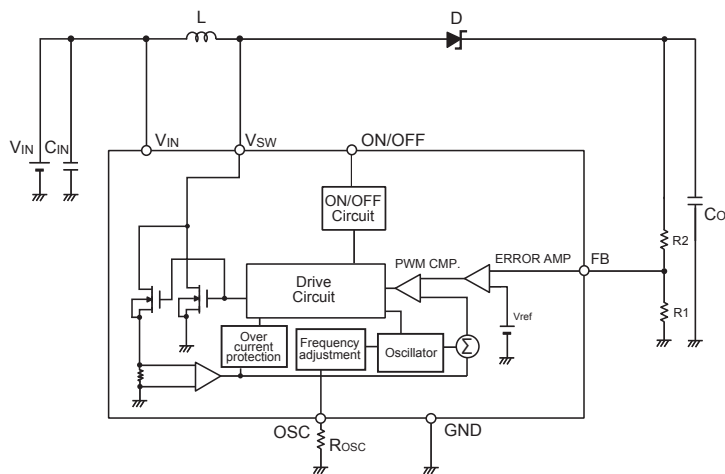 L
D
VIN
CIN
VIN
VSW
ON/OFF
ON/OFF
Circuit
CO
R2
FB
ERROR AMP
PWM CMP.
Drive
Circuit
R1
Vref
Over
current
protection
Frequency
adjustment
Oscillator
Σ
OSC
ROSC
GND